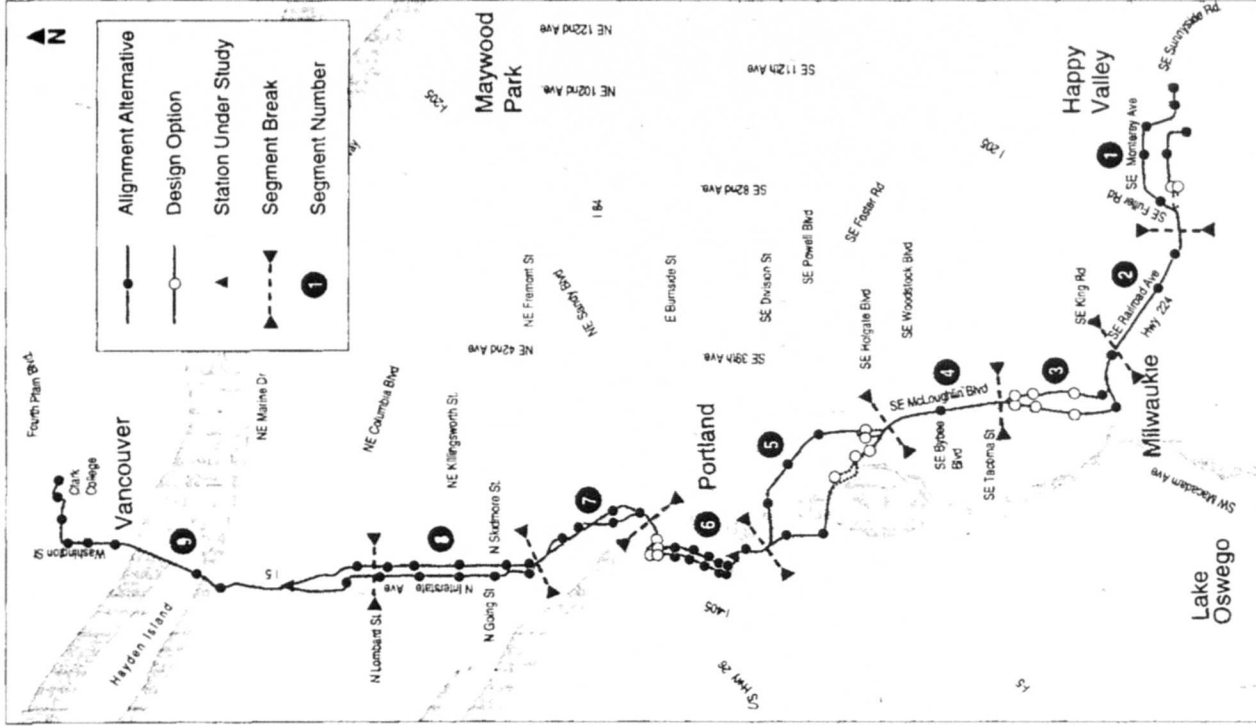 N
Alignment Alternative
Design Option
Station Under Study
Segment Break
1
Segment Number
Fourth Plain Blvd.
Clark
College
Washington St
Vancouver
9
Hayden Island
NE Marine Dr
I 5
I-205
NE Columbia Blvd
NE Killingsworth St.
N Lombard St
8
N Interstate
Ave
N Skidmore St.
N Going St
Maywood
Park
NE 122nd Ave
NE 102nd Ave.
NE Fremont St
NE 42nd Ave
NE Sandy Blvd
I 84
7
Portland
6
I-405
US Hwy 26
E Burnside St
SE 82nd Ave.
SE 112th Ave
SE 39th Ave
SE Division St
SE Powell Blvd
SE Foster Rd
SE Holgate Blvd
SE Woodstock Blvd
5
SE McLoughlin Blvd
4
SE Bybee
Blvd
SE Tacoma St
3
I 205
Happy
Valley
SE Sunnyside Rd.
1
SE Monterey Ave
SE Fuller Rd
2
SE King Rd
SE Railroad Ave
Hwy 224
Milwaukie
SW Macadam Ave
Lake
Oswego
I-5